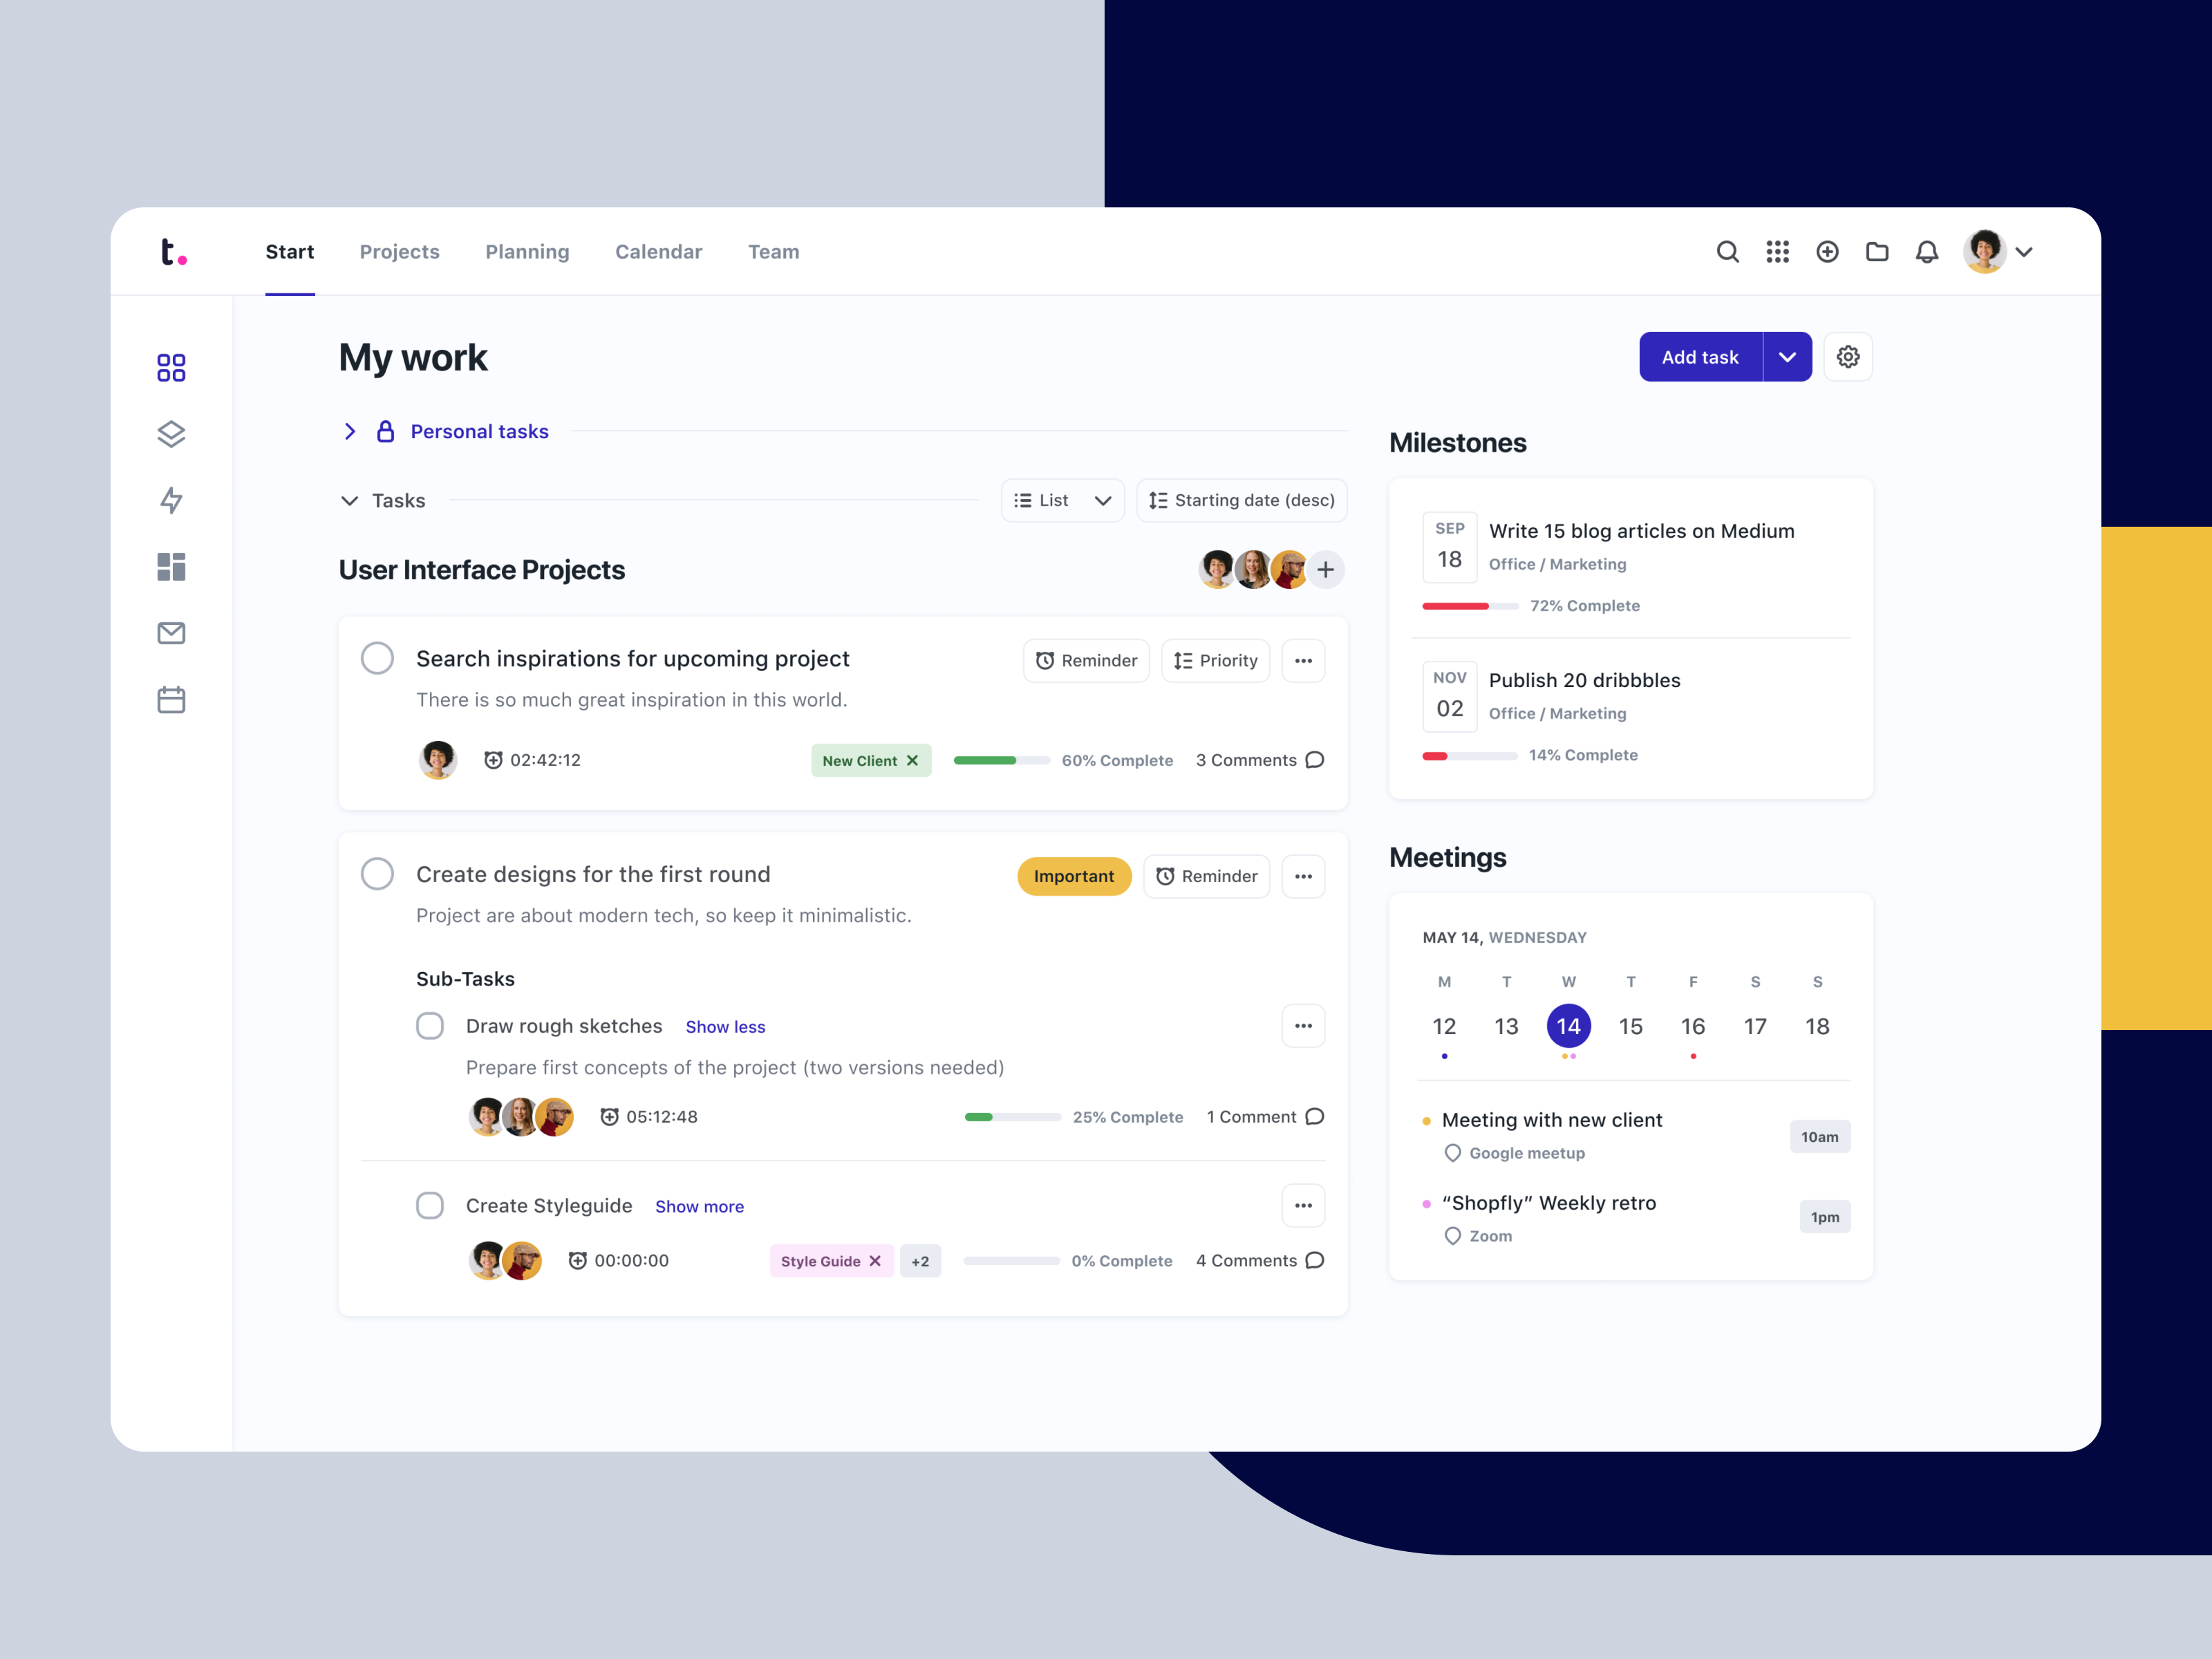 t.
Start
Projects
Planning
Calendar
Team
My work
Add task
Personal tasks
Tasks
List
Starting date (desc)
User Interface Projects
Search inspirations for upcoming project
Reminder
Priority
There is so much great inspiration in this world.
02:42:12
New Client
60% Complete
3 Comments
Create designs for the first round
Important
Reminder
Project are about modern tech, so keep it minimalistic.
Sub-Tasks
Draw rough sketches
Show less
Prepare first concepts of the project (two versions needed)
05:12:48
25% Complete
1 Comment
Create Styleguide
Show more
00:00:00
Style Guide
+2
0% Complete
4 Comments
Milestones
SEP
18
Write 15 blog articles on Medium
Office / Marketing
72% Complete
NOV
02
Publish 20 dribbbles
Office / Marketing
14% Complete
Meetings
MAY 14, WEDNESDAY
M T W T F S S
12 13 14 15 16 17 18
Meeting with new client
Google meetup
10am
“Shopfly” Weekly retro
Zoom
1pm